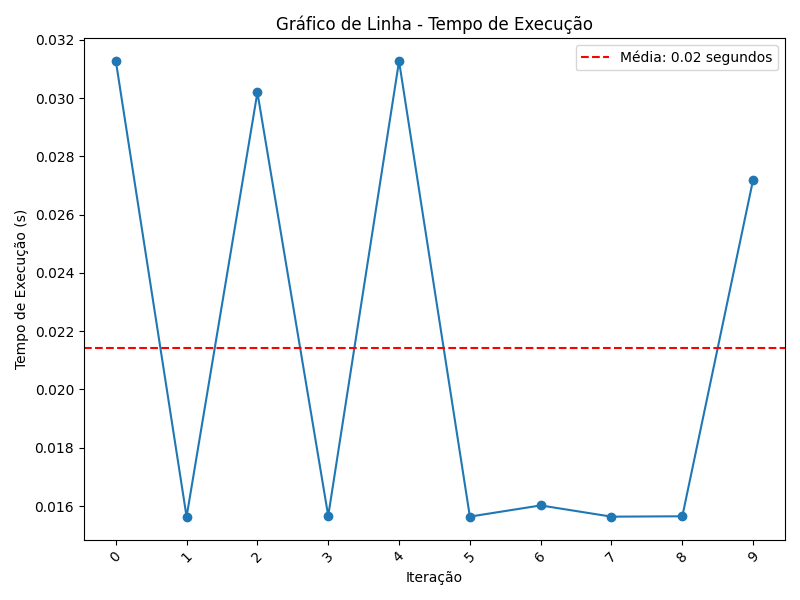 Gráfico de Linha - Tempo de Execução
0.032
0.030
0.028
0.026
0.024
0.022
0.020
0.018
0.016
Tempo de Execução (s)
Média: 0.02 segundos
0 1 2 3 4 5 6 7 8 9
Iteração